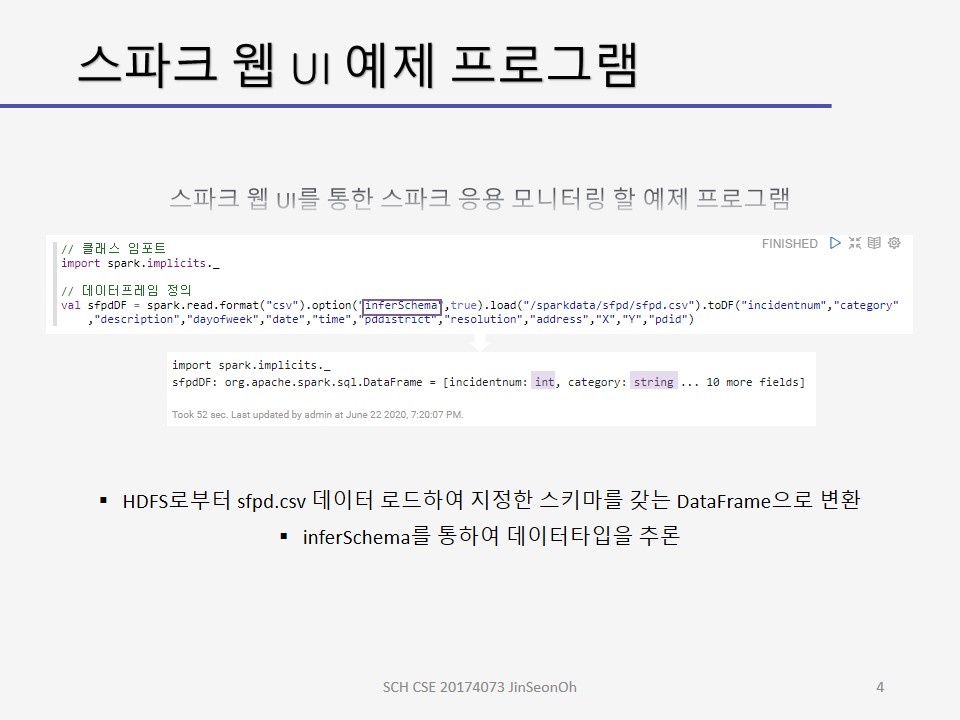 스파크 웹 UI 예제 프로그램
스파크 웹 UI를 통한 스파크 응용 모니터링 할 예제 프로그램
FINISHED
// 클래스 임포트
import spark.implicits._
// 데이터프레임 정의
val sfpdDF = spark.read.format("csv").option("inferSchema",true).load("/sparkdata/sfpd/sfpd.csv").toDF("incidentnum","category"
,"description","dayofweek","date","time","pddistrict","resolution","address","X","Y","pdid")
import spark.implicits._
sfpdDF: org.apache.spark.sql.DataFrame = [incidentnum: int, category: string ... 10 more fields]
Took 52 sec. Last updated by admin at June 22 2020, 7:20:07 PM.
▪ HDFS로부터 sfpd.csv 데이터 로드하여 지정한 스키마를 갖는 DataFrame으로 변환
▪ inferSchema를 통하여 데이터타입을 추론
SCH CSE 20174073 JinSeonOh
4